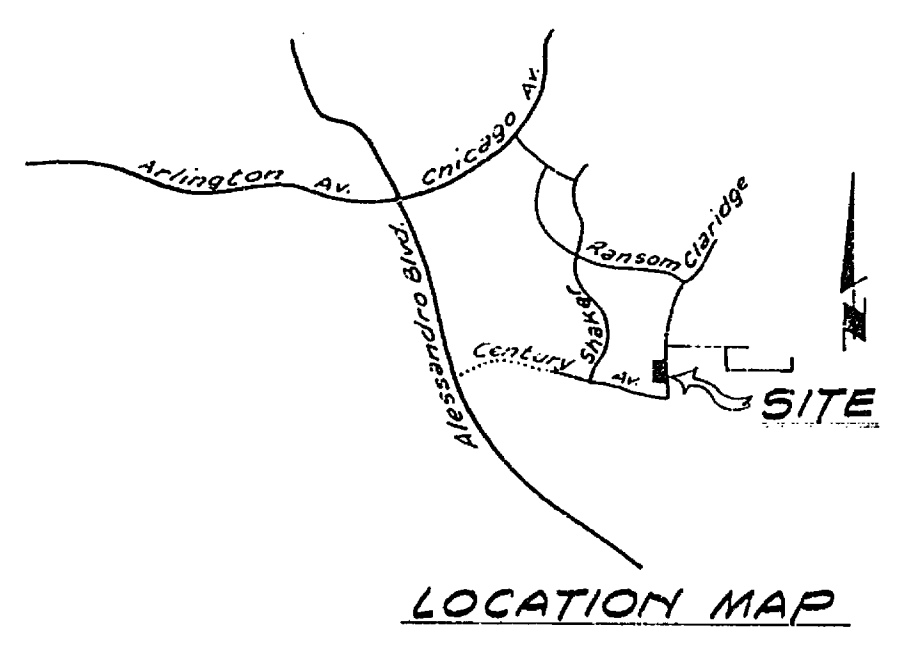 Arlington Av.
Chicago Av.
Alessandro Blvd.
Ransom
Claridge
Shaker
Century Av.
N
SITE
LOCATION MAP